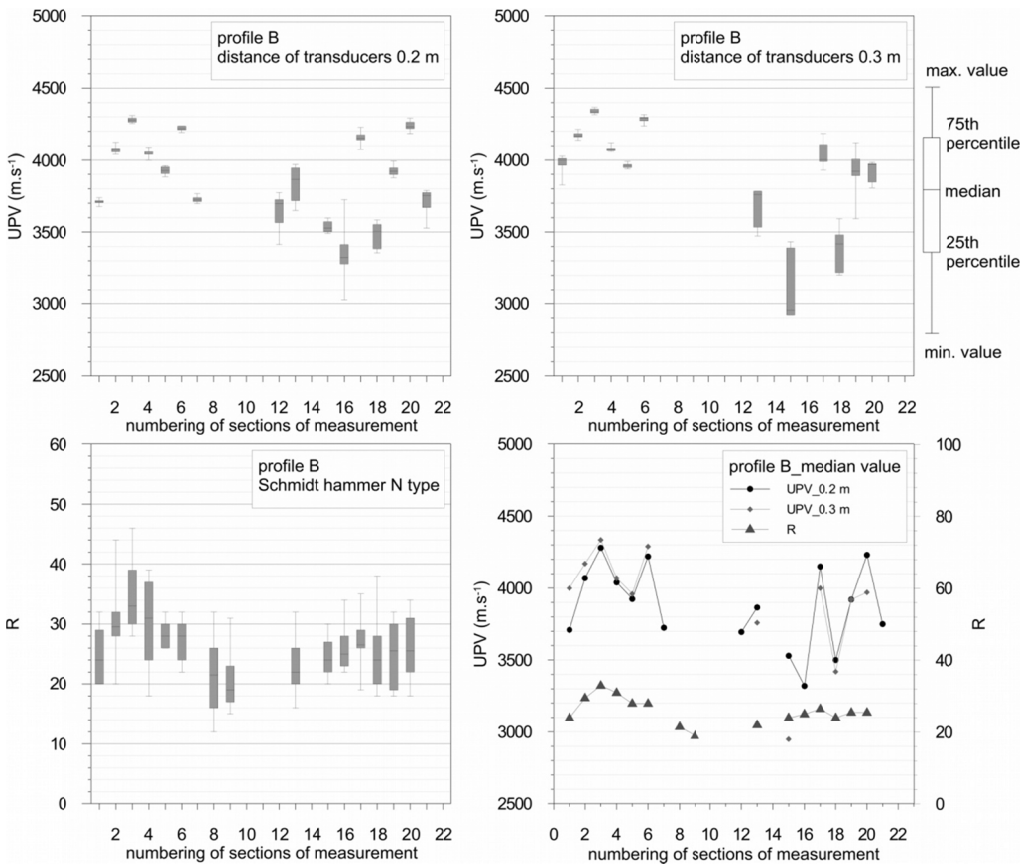 5000
4500
4000
3500
3000
2500
UPV (m.s⁻¹)
profile B
distance of transducers 0.2 m
2 4 6 8 10 12 14 16 18 20 22
numbering of sections of measurement
5000
4500
4000
3500
3000
2500
UPV (m.s⁻¹)
profile B
distance of transducers 0.3 m
2 4 6 8 10 12 14 16 18 20 22
numbering of sections of measurement
max. value
75th
percentile
median
25th
percentile
min. value
60
50
40
30
20
10
0
R
profile B
Schmidt hammer N type
2 4 6 8 10 12 14 16 18 20 22
numbering of sections of measurement
5000
4500
4000
3500
3000
2500
UPV (m.s⁻¹)
profile B_median value
UPV_0.2 m
UPV_0.3 m
R
100
80
60
40
20
0
R
0 2 4 6 8 10 12 14 16 18 20 22
numbering of sections of measurement